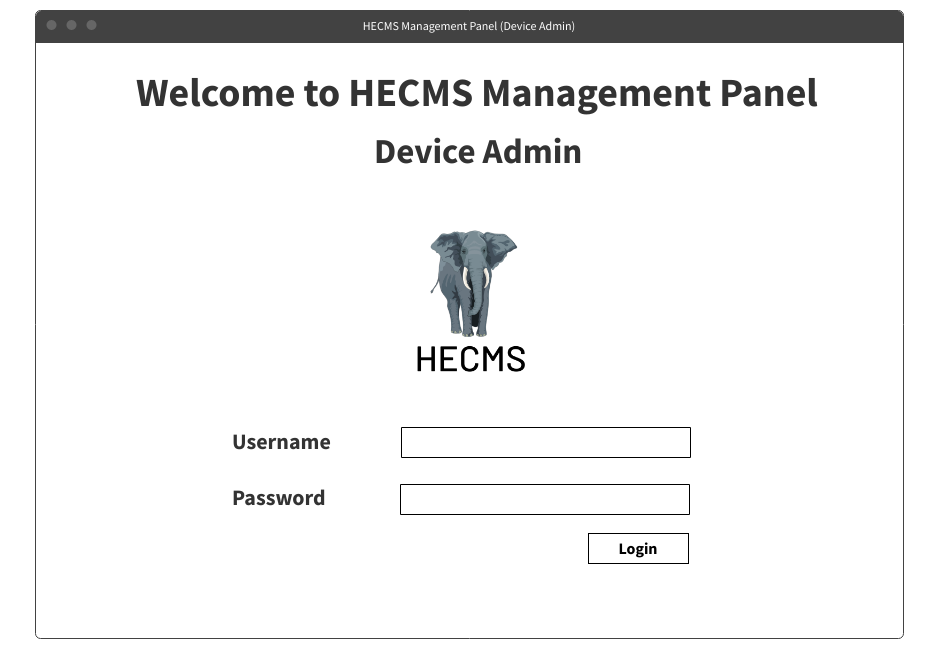 HECMS Management Panel (Device Admin)
Welcome to HECMS Management Panel
Device Admin
HECMS
Username
Password
Login